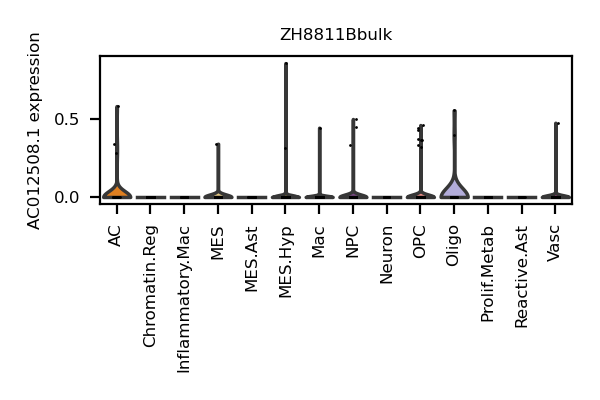 ZH8811Bbulk
AC012508.1 expression
0.5
0.0
AC
Chromatin.Reg
Inflammatory.Mac
MES
MES.Ast
MES.Hyp
Mac
NPC
Neuron
OPC
Oligo
Prolif.Metab
Reactive.Ast
Vasc